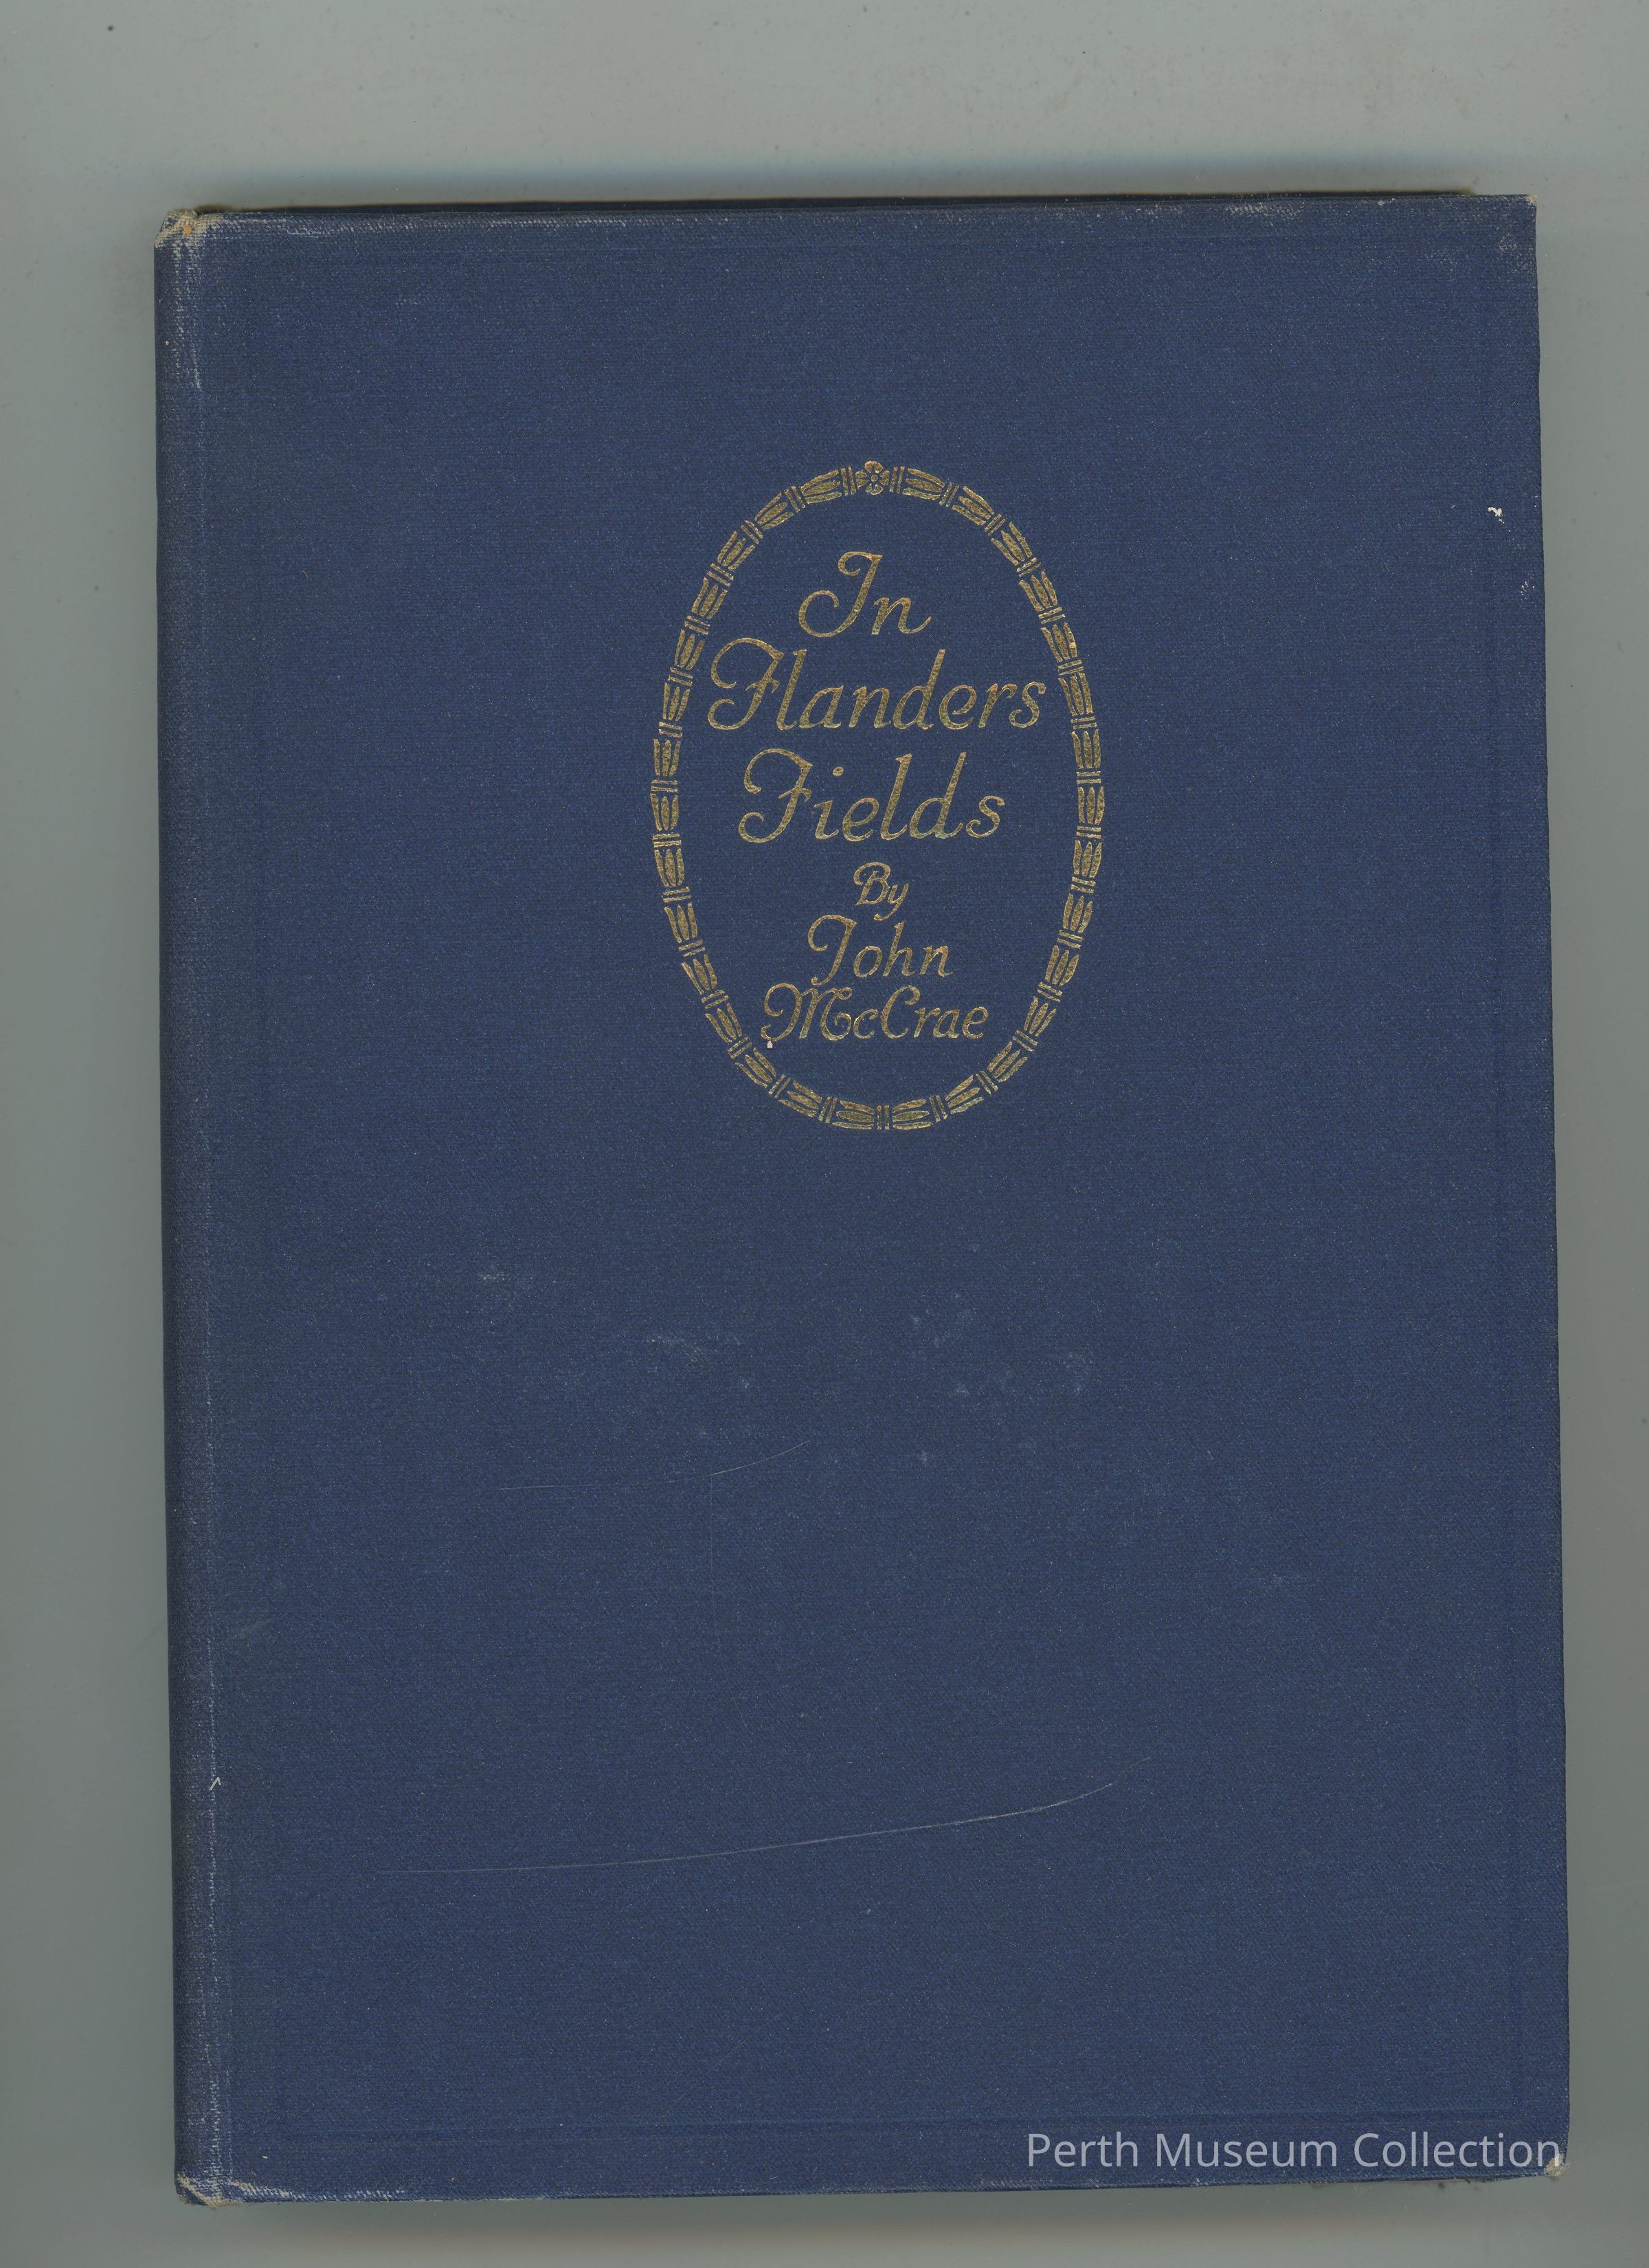 In
Flanders
Fields
By
John
McCrae
Perth Museum Collection